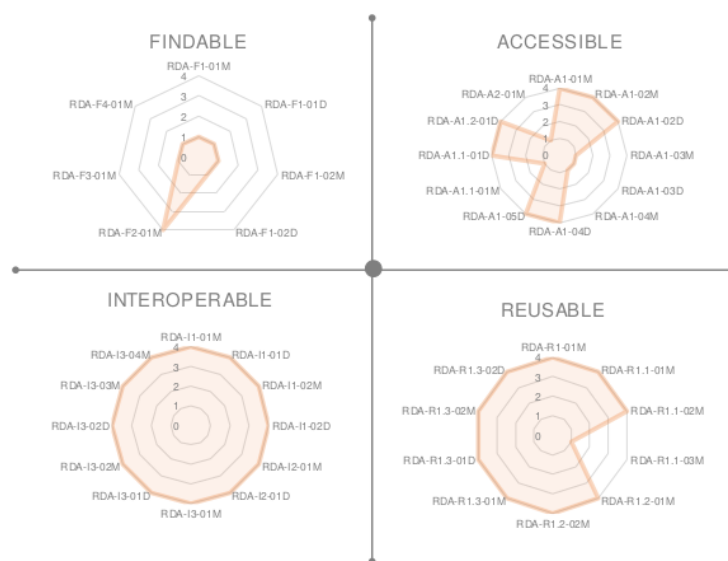 FINDABLE
RDA-F1-01M
RDA-F4-01M
RDA-F1-01D
RDA-F3-01M
RDA-F1-02M
RDA-F2-01M
RDA-F1-02D
4
3
2
1
0
ACCESSIBLE
RDA-A1-01M
RDA-A2-01M
RDA-A1-02M
RDA-A1.2-01D
RDA-A1-02D
RDA-A1.1-01D
RDA-A1-03M
RDA-A1.1-01M
RDA-A1-03D
RDA-A1-05D
RDA-A1-04M
RDA-A1-04D
4
3
2
1
0
INTEROPERABLE
RDA-I1-01M
RDA-I3-04M
RDA-I1-01D
RDA-I3-03M
RDA-I1-02M
RDA-I3-02D
RDA-I1-02D
RDA-I3-02M
RDA-I2-01M
RDA-I3-01D
RDA-I2-01D
RDA-I3-01M
4
3
2
1
0
REUSABLE
RDA-R1-01M
RDA-R1.3-02D
RDA-R1.1-01M
RDA-R1.3-02M
RDA-R1.1-02M
RDA-R1.3-01D
RDA-R1.1-03M
RDA-R1.3-01M
RDA-R1.2-01M
RDA-R1.2-02M
4
3
2
1
0